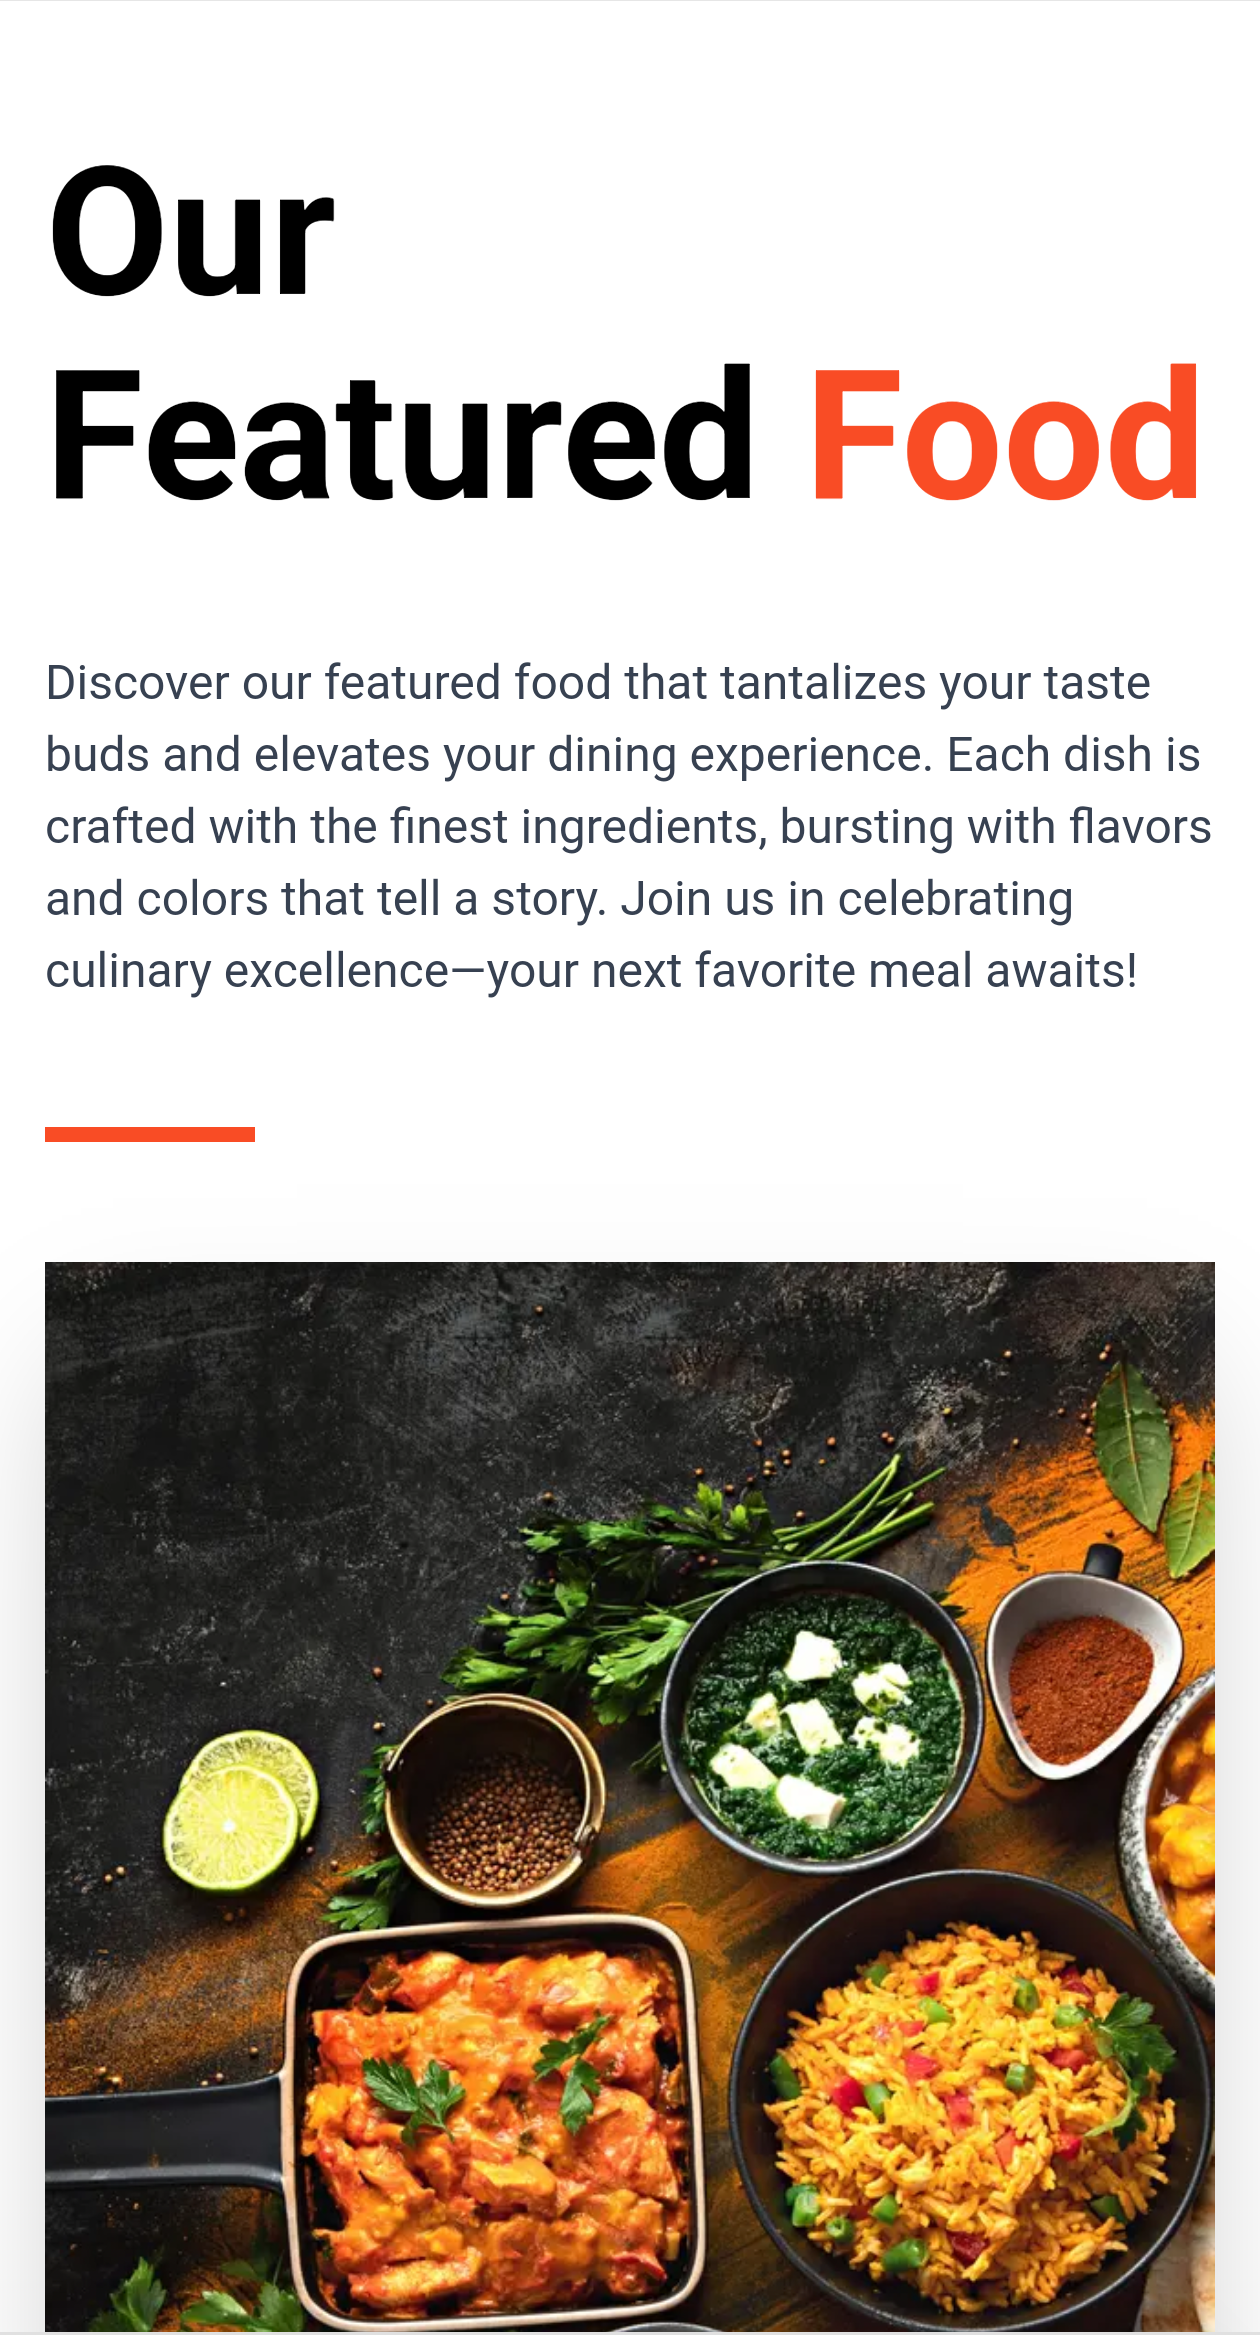 Our
Featured Food
Discover our featured food that tantalizes your taste
buds and elevates your dining experience. Each dish is
crafted with the finest ingredients, bursting with flavors
and colors that tell a story. Join us in celebrating
culinary excellence—your next favorite meal awaits!